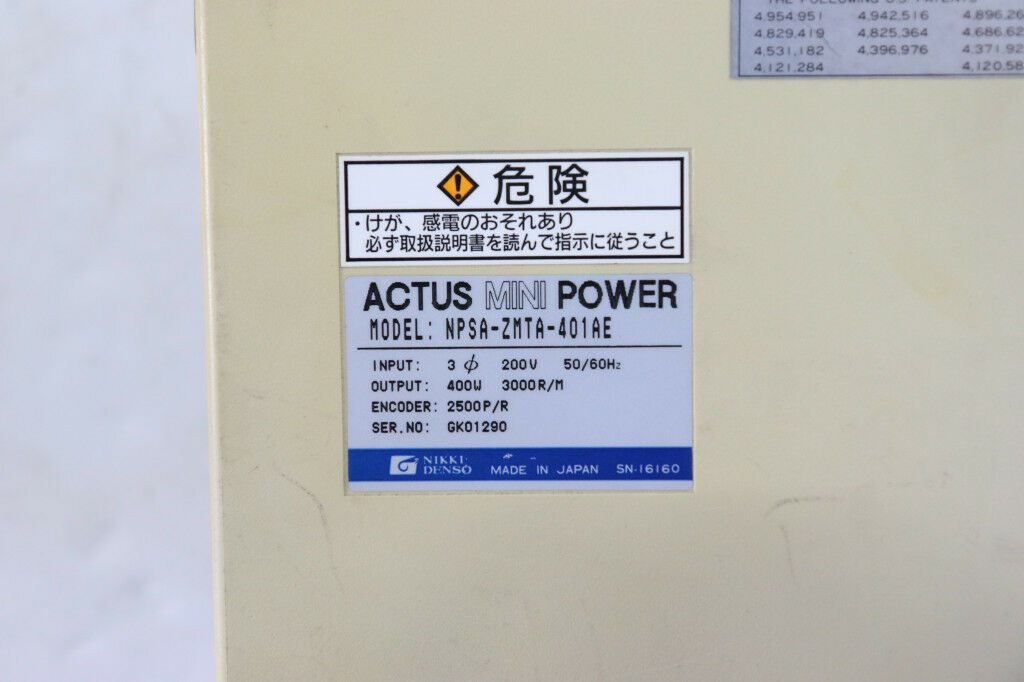 THE FOLLOWING U.S. PATENTS
4,954,951 4,942,516 4,896,26
4,829,419 4,825,364 4,686,62
4,531,182 4,396,976 4,371,92
4,121,284 4,120,58
危険
・けが、感電のおそれあり
必ず取扱説明書を読んで指示に従うこと
ACTUS MINI POWER
MODEL: NPSA-ZMTA-401AE
INPUT: 3 ϕ 200V 50/60Hz
OUTPUT: 400W 3000R/M
ENCODER: 2500P/R
SER.NO: GK01290
NIKKI
DENSO MADE IN JAPAN SN-16160